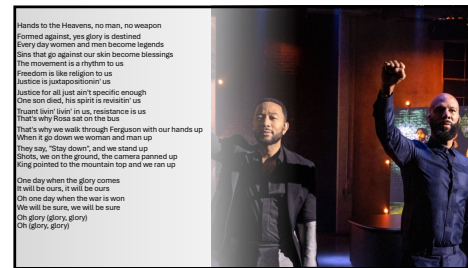 Hands to the Heavens, no man, no weapon
Formed against, yes glory is destined
Every day women and men become legends
Sins that go against our skin become blessings
The movement is a rhythm to us
Freedom is like religion to us
Justice is juxtapositionin' us
Justice for all just ain't specific enough
One son died, his spirit is revisitin' us
Truant livin' livin' in us, resistance is us
That's why Rosa sat on the bus
That's why we walk through Ferguson with our hands up
When it go down we woman and man up
They say, "Stay down", and we stand up
Shots, we on the ground, the camera panned up
King pointed to the mountain top and we ran up
One day when the glory comes
It will be ours, it will be ours
Oh one day when the war is won
We will be sure, we will be sure
Oh glory (glory, glory)
Oh (glory, glory)